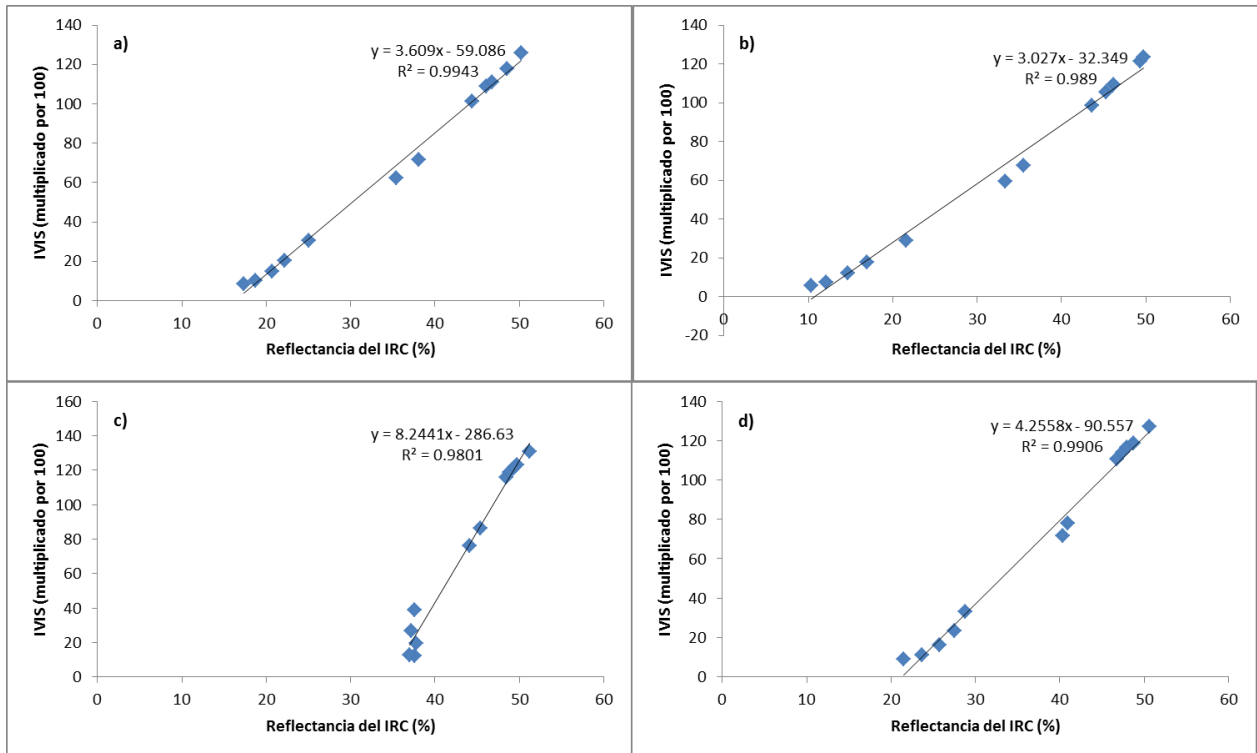 a)
y = 3.609x - 59.086
R² = 0.9943
IVIS (multiplicado por 100)
140
120
100
80
60
40
20
0
0 10 20 30 40 50 60
Reflectancia del IRC (%)
b)
y = 3.027x - 32.349
R² = 0.989
IVIS (multiplicado por 100)
140
120
100
80
60
40
20
0
-20
0 10 20 30 40 50 60
Reflectancia del IRC (%)
c)
y = 8.2441x - 286.63
R² = 0.9801
IVIS (multiplicado por 100)
160
140
120
100
80
60
40
20
0
0 10 20 30 40 50 60
Reflectancia del IRC (%)
d)
y = 4.2558x - 90.557
R² = 0.9906
IVIS (multiplicado por 100)
140
120
100
80
60
40
20
0
0 10 20 30 40 50 60
Reflectancia del IRC (%)